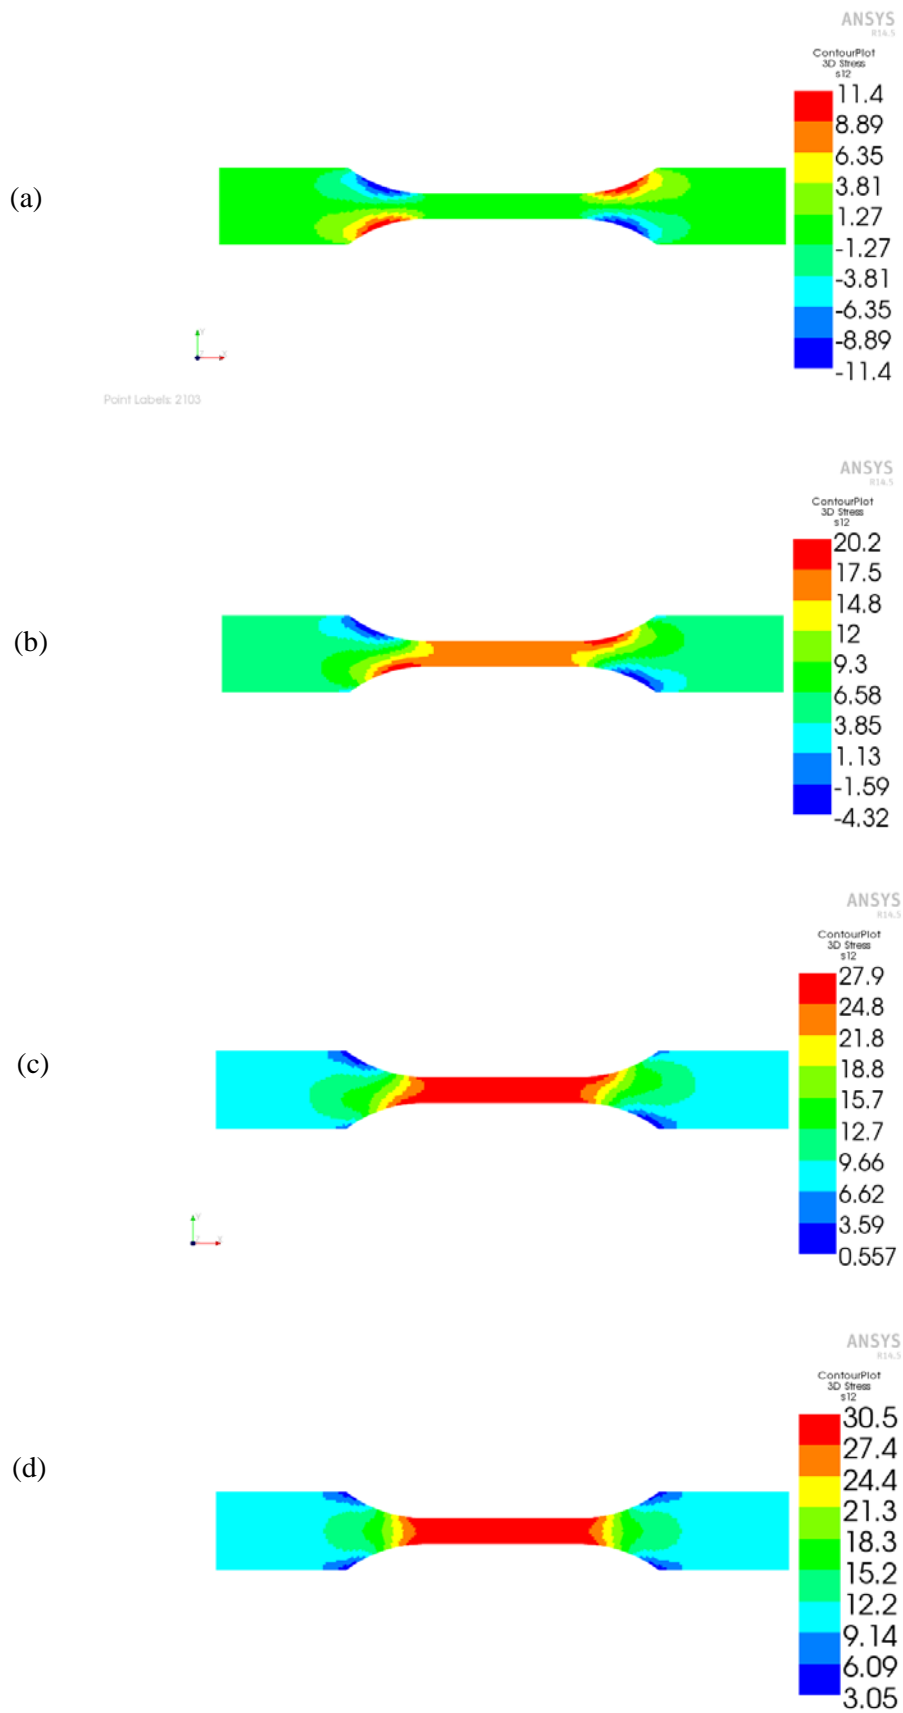 ANSYS
R14.5
ContourPlot
3D Stress
s12
11.4
8.89
6.35
3.81
1.27
-1.27
-3.81
-6.35
-8.89
-11.4
(a)
Y
Z X
Point Labels: 2103
ANSYS
R14.5
ContourPlot
3D Stress
s12
20.2
17.5
14.8
12
9.3
6.58
3.85
1.13
-1.59
-4.32
(b)
ANSYS
R14.5
ContourPlot
3D Stress
s12
27.9
24.8
21.8
18.8
15.7
12.7
9.66
6.62
3.59
0.557
(c)
Y
Z X
ANSYS
R14.5
ContourPlot
3D Stress
s12
30.5
27.4
24.4
21.3
18.3
15.2
12.2
9.14
6.09
3.05
(d)